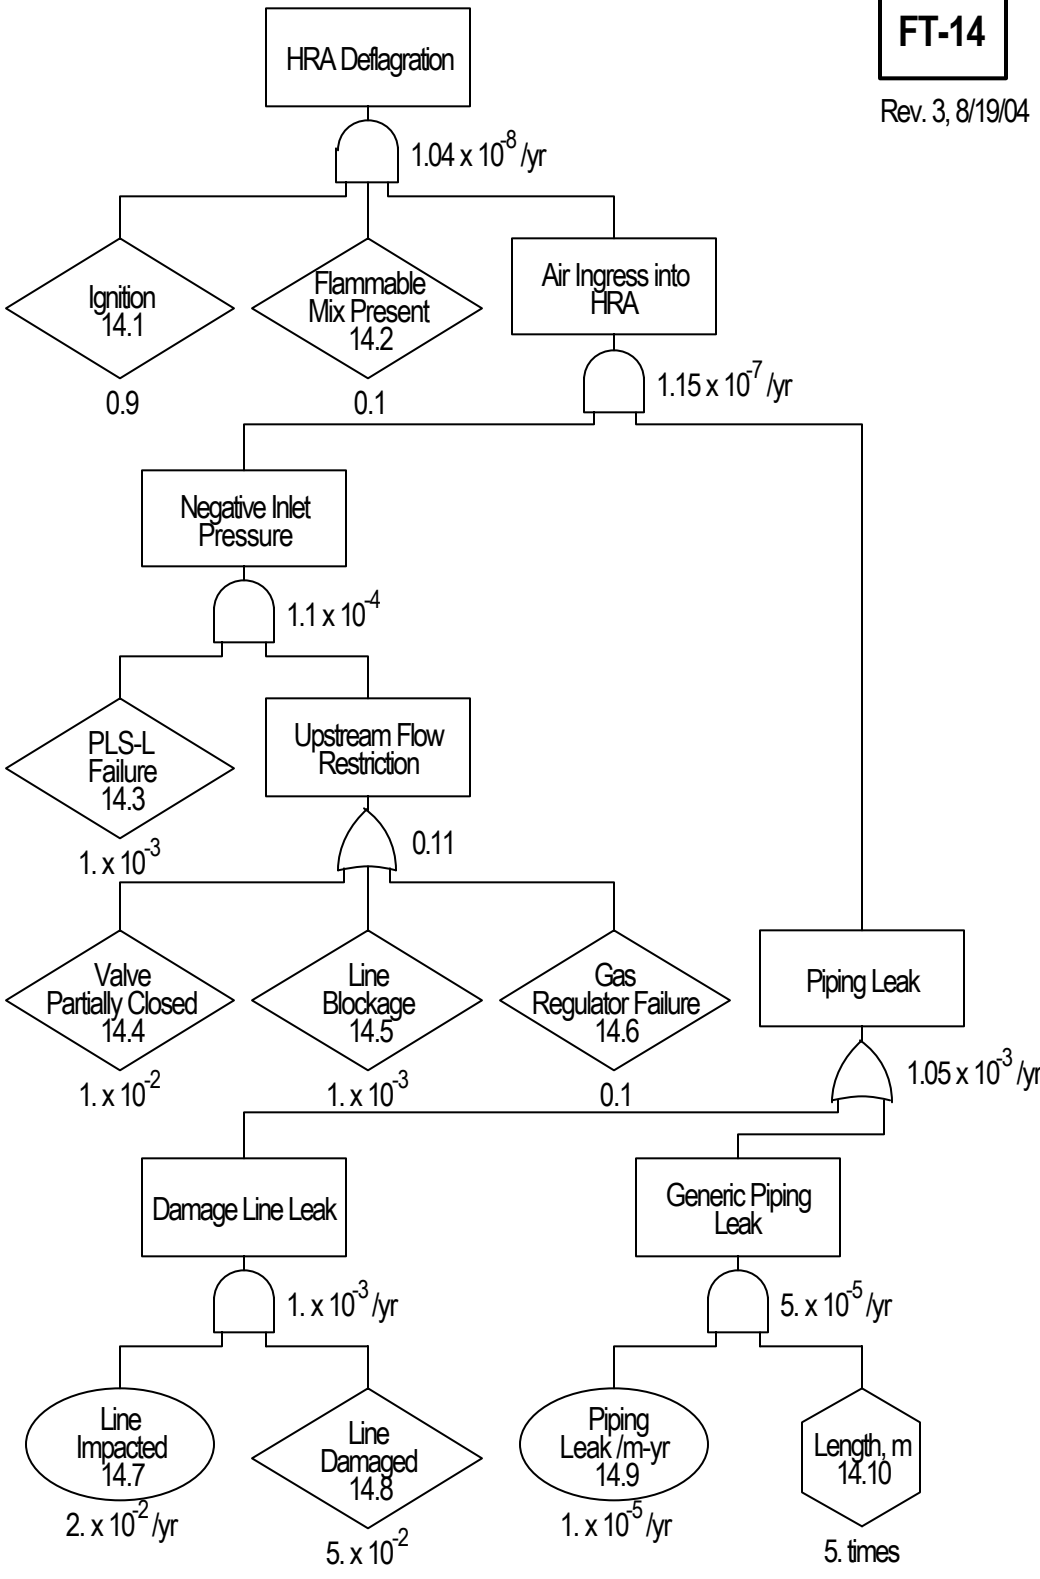 FT-14
Rev. 3, 8/19/04
HRA Deflagration
1.04 x 10⁻⁸ /yr
Ignition
14.1
0.9
Flammable
Mix Present
14.2
0.1
Air Ingress into
HRA
1.15 x 10⁻⁷ /yr
Negative Inlet
Pressure
1.1 x 10⁻⁴
PLS-L
Failure
14.3
1. x 10⁻³
Upstream Flow
Restriction
0.11
Valve
Partially Closed
14.4
1. x 10⁻²
Line
Blockage
14.5
1. x 10⁻³
Gas
Regulator Failure
14.6
0.1
Piping Leak
1.05 x 10⁻³ /yr
Damage Line Leak
1. x 10⁻³ /yr
Generic Piping
Leak
5. x 10⁻⁵ /yr
Line
Impacted
14.7
2. x 10⁻² /yr
Line
Damaged
14.8
5. x 10⁻²
Piping
Leak /m-yr
14.9
1. x 10⁻⁵ /yr
Length, m
14.10
5. times